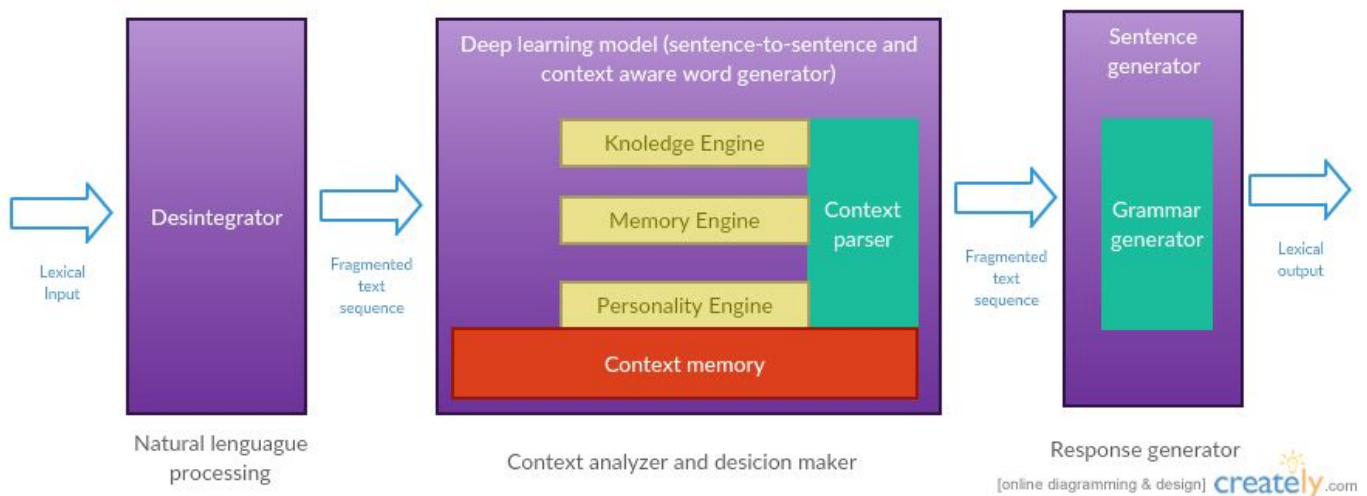 Lexical
Input
Desintegrator
Natural lenguague
processing
Fragmented
text
sequence
Deep learning model (sentence-to-sentence and
context aware word generator)
Knoledge Engine
Memory Engine
Personality Engine
Context
parser
Context memory
Context analyzer and desicion maker
Fragmented
text
sequence
Sentence
generator
Grammar
generator
Response generator
Lexical
output
[online diagramming & design] creately.com